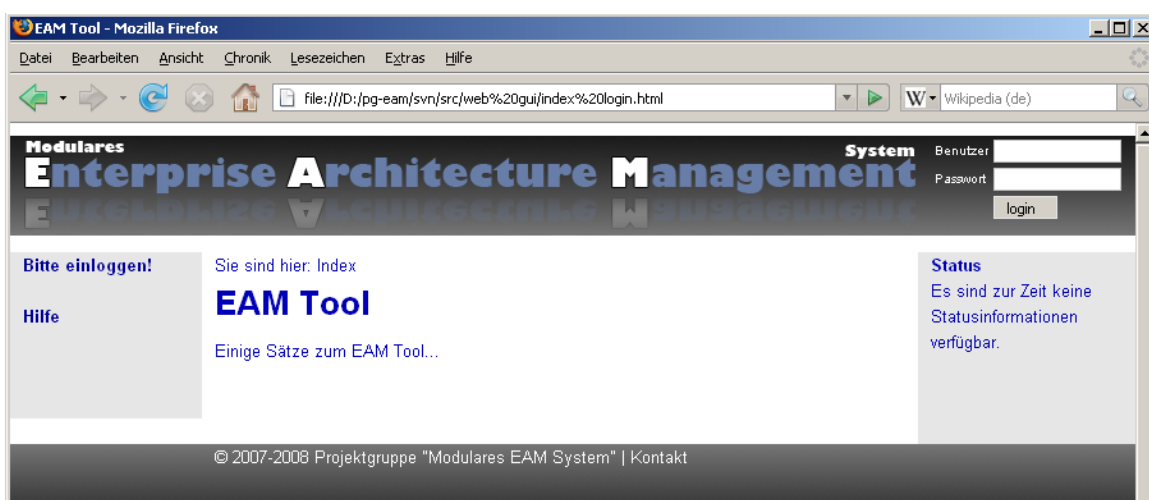 EAM Tool - Mozilla Firefox
Datei Bearbeiten Ansicht Chronik Lesezeichen Extras Hilfe
file:///D:/pg-eam/svn/src/web%20gui/index%20login.html
W Wikipedia (de)
Modulares
System
Enterprise Architecture Management
Benutzer
Passwort
login
Bitte einloggen!
Hilfe
Sie sind hier: Index
EAM Tool
Einige Sätze zum EAM Tool...
Status
Es sind zur Zeit keine
Statusinformationen
verfügbar.
© 2007-2008 Projektgruppe "Modulares EAM System" | Kontakt